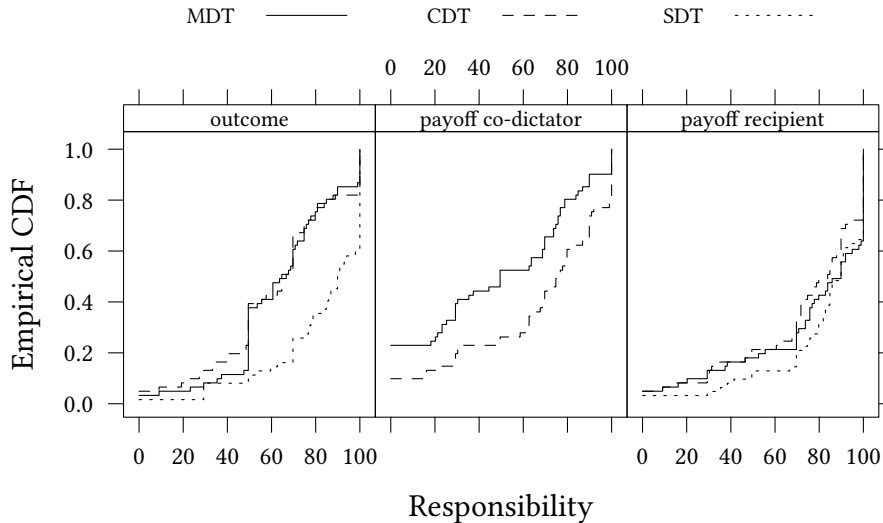 MDT CDT SDT
0 20 40 60 80 100
outcome payoff co-dictator payoff recipient
1.0
0.8
0.6
0.4
0.2
0.0
Empirical CDF
0 20 40 60 80 100 0 20 40 60 80 100
Responsibility